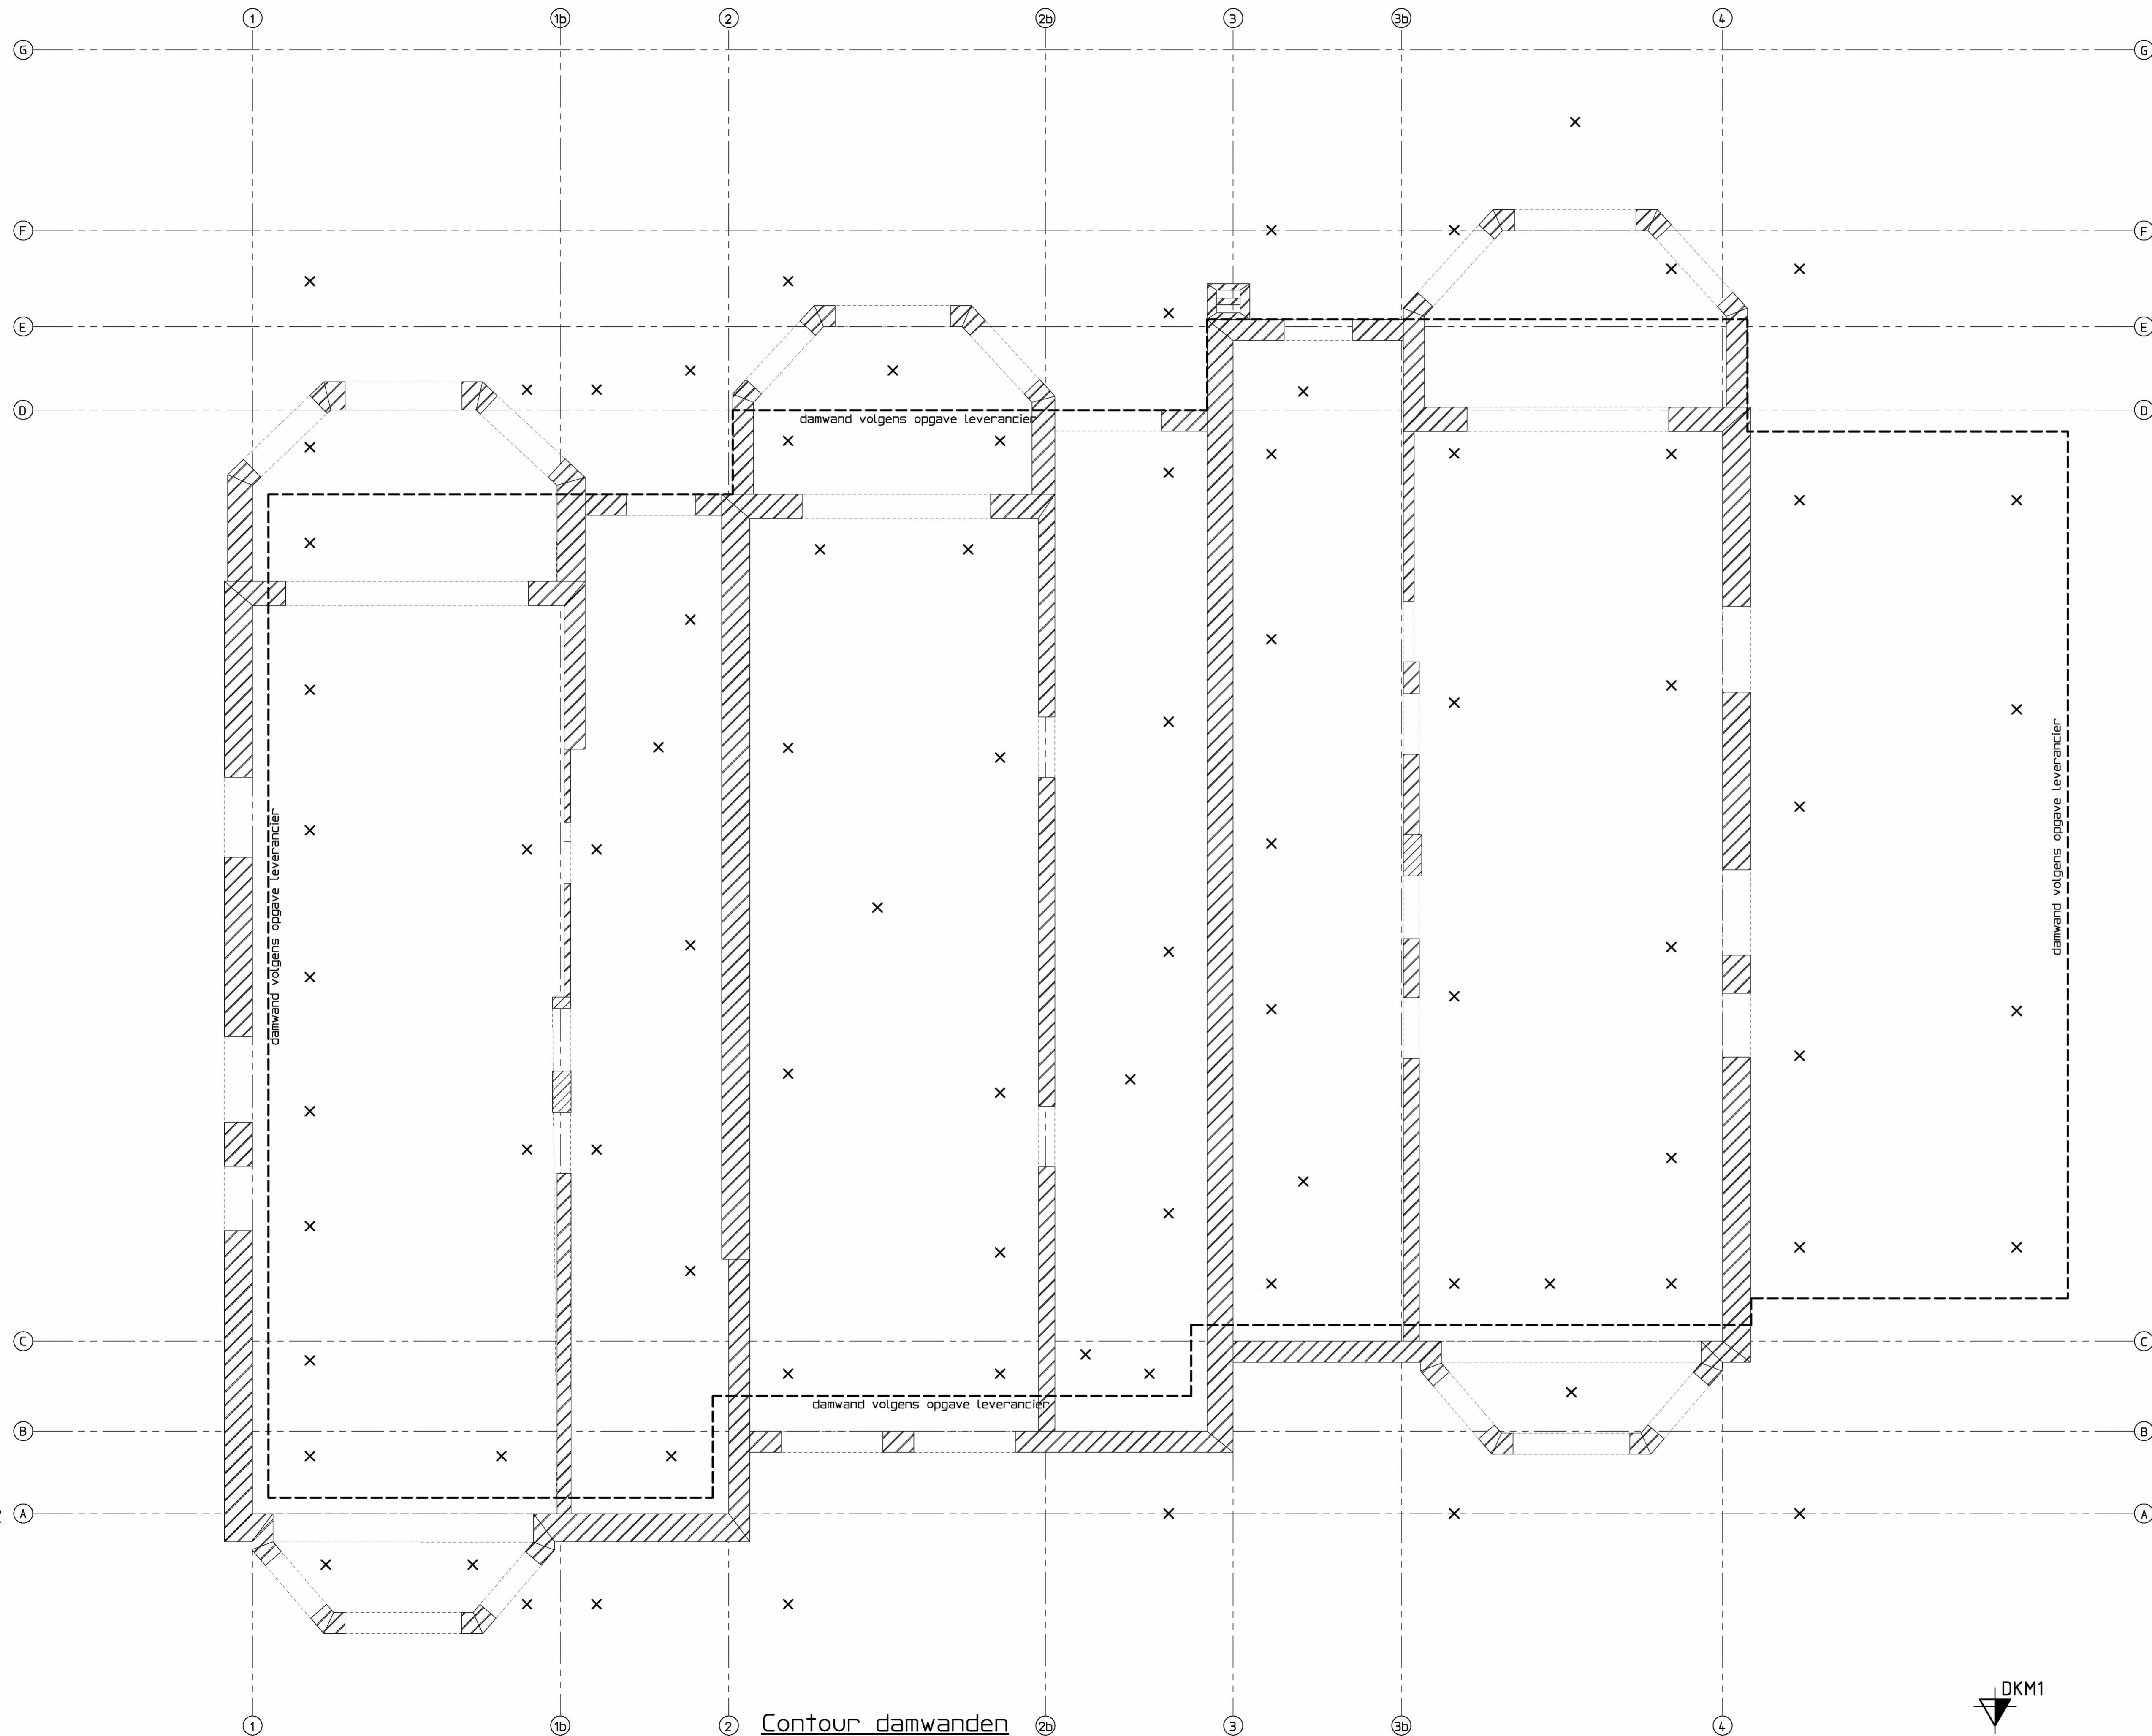 1 1b 2 2b 3 3b 4
G G
F F
E E
D D
damwand volgens opgave leverancier
damwand volgens opgave leverancier
damwand volgens opgave leverancier
C C
damwand volgens opgave leverancier
B B
A A
DKM1
1 1b 2 Contour damwanden 2b 3 3b 4